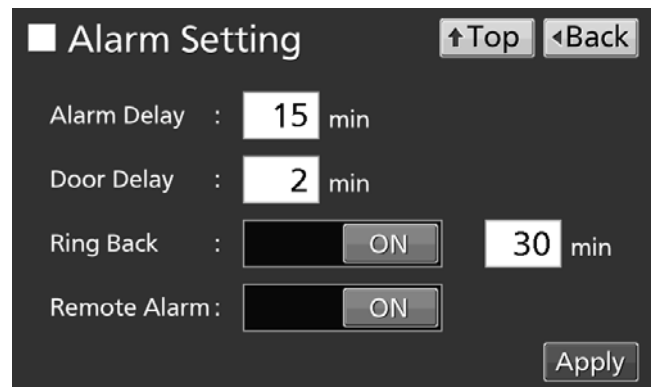 ■ Alarm Setting ↑Top ◂Back
Alarm Delay : 15 min
Door Delay : 2 min
Ring Back : ON 30 min
Remote Alarm : ON
Apply